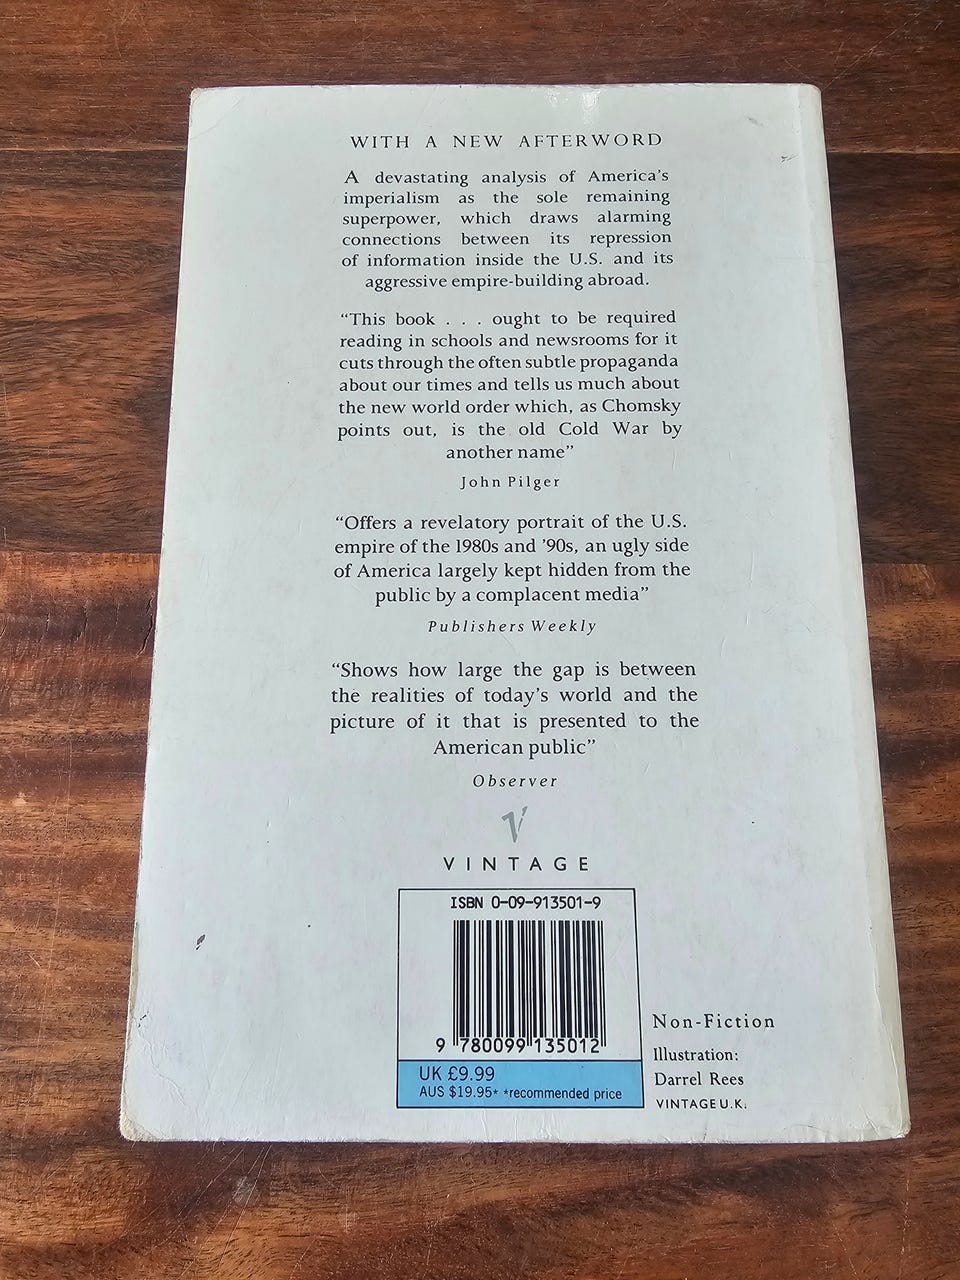 WITH A NEW AFTERWORD
A devastating analysis of America's
imperialism as the sole remaining
superpower, which draws alarming
connections between its repression
of information inside the U.S. and its
aggressive empire-building abroad.
“This book . . . ought to be required
reading in schools and newsrooms for it
cuts through the often subtle propaganda
about our times and tells us much about
the new world order which, as Chomsky
points out, is the old Cold War by
another name”
John Pilger
“Offers a revelatory portrait of the U.S.
empire of the 1980s and ’90s, an ugly side
of America largely kept hidden from the
public by a complacent media”
Publishers Weekly
“Shows how large the gap is between
the realities of today’s world and the
picture of it that is presented to the
American public”
Observer
V
VINTAGE
ISBN 0-09-913501-9
9 780099 135012
UK £9.99
AUS $19.95* *recommended price
Non-Fiction
Illustration:
Darrel Rees
VINTAGE U.K.